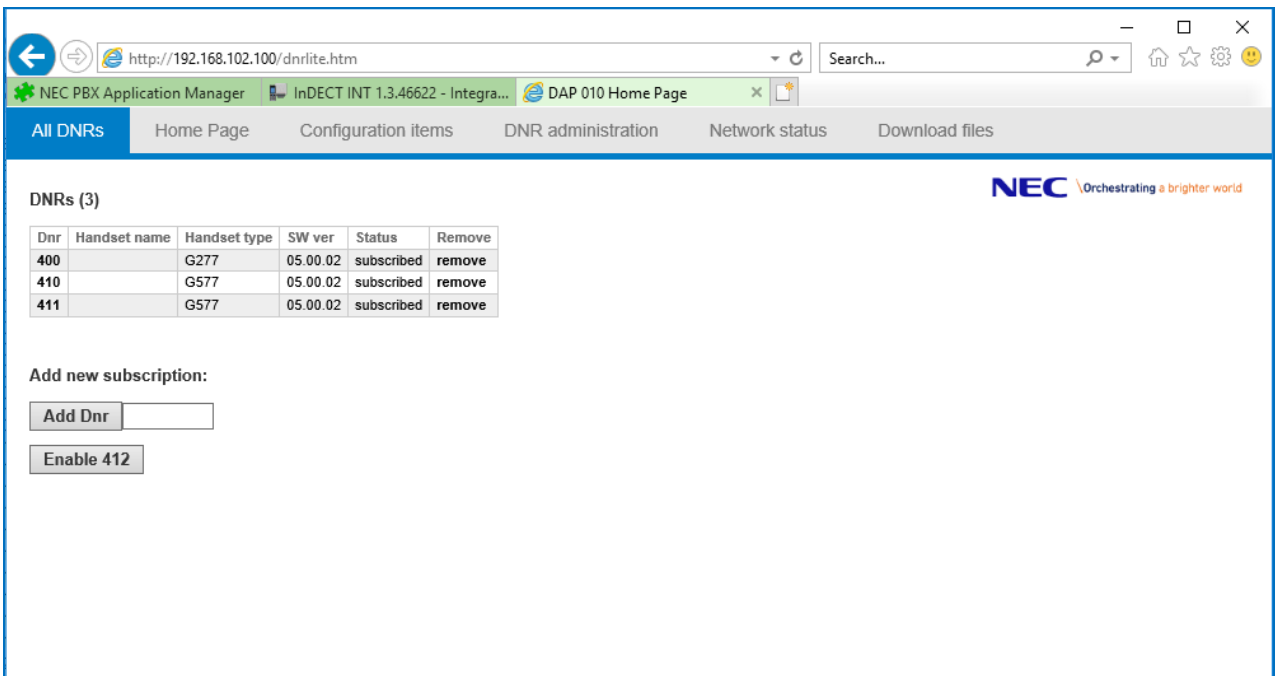 http://192.168.102.100/dnrlite.htm
Search...
NEC PBX Application Manager
InDECT INT 1.3.46622 - Integra...
DAP 010 Home Page
All DNRs Home Page Configuration items DNR administration Network status Download files
NEC \Orchestrating a brighter world
DNRs (3)
Dnr Handset name Handset type SW ver Status Remove
400 G277 05.00.02 subscribed remove
410 G577 05.00.02 subscribed remove
411 G577 05.00.02 subscribed remove
Add new subscription:
Add Dnr
Enable 412